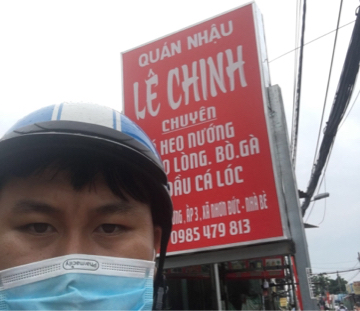 QUÁN NHẬU
LÊ CHINH
CHUYÊN
HEO NƯỚNG
LÒNG. BÒ. GÀ
ĐẦU CÁ LÓC
ẤP 3, XÃ NHƠN ĐỨC - NHÀ BÈ
0985 479 813